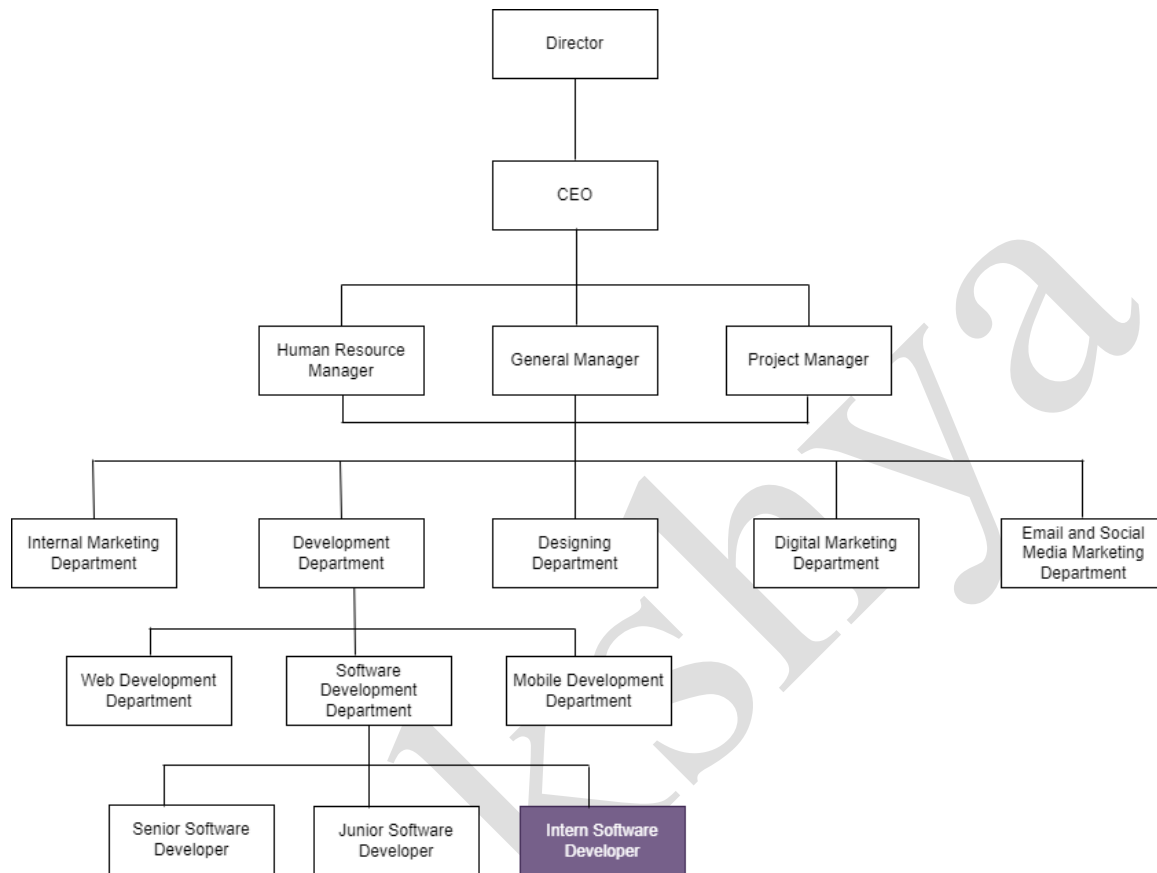 Director
CEO
Human Resource
Manager
General Manager
Project Manager
Internal Marketing
Department
Development
Department
Designing
Department
Digital Marketing
Department
Email and Social
Media Marketing
Department
Web Development
Department
Software
Development
Department
Mobile Development
Department
Senior Software
Developer
Junior Software
Developer
Intern Software
Developer
kshya